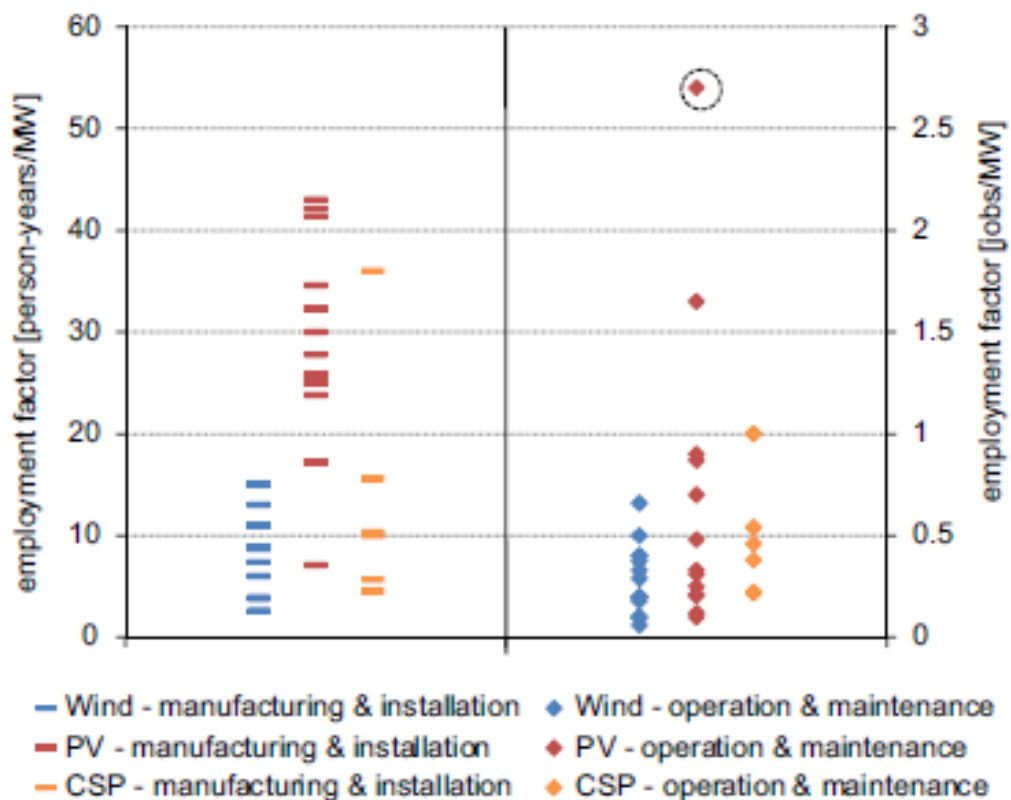 employment factor [person-years/MW]
60
50
40
30
20
10
0
3
2.5
2
1.5
1
0.5
0
employment factor [jobs/MW]
Wind - manufacturing & installation
Wind - operation & maintenance
PV - manufacturing & installation
PV - operation & maintenance
CSP - manufacturing & installation
CSP - operation & maintenance